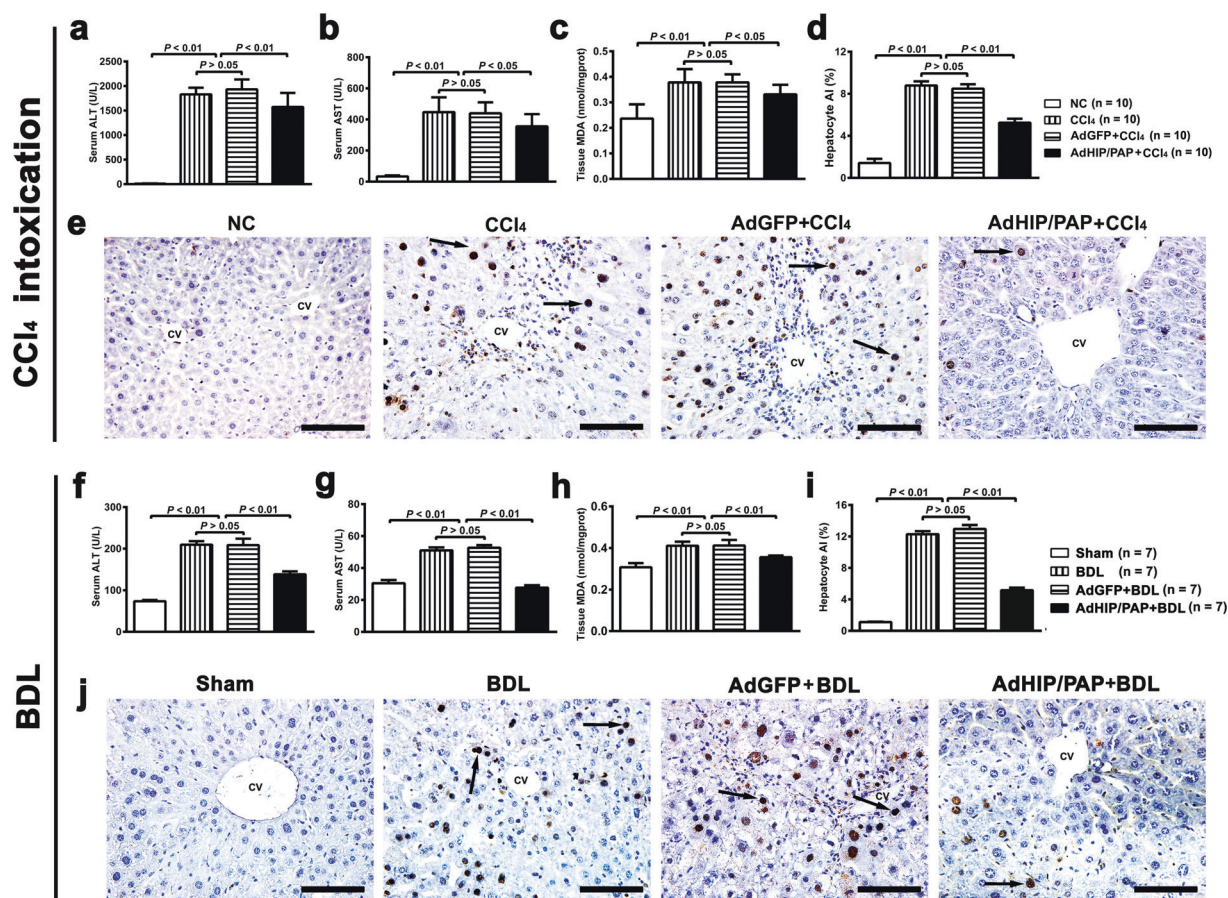 CCl₄ intoxication
a
P < 0.01
P < 0.01
P > 0.05
Serum ALT (U/L)
2500
2000
1500
1000
500
0
b
P < 0.01
P < 0.05
P > 0.05
Serum AST (U/L)
800
600
400
200
0
c
P < 0.01
P < 0.05
P > 0.05
Tissue MDA (nmol/mgprot)
0.5
0.4
0.3
0.2
0.1
0.0
d
P < 0.01
P < 0.01
P > 0.05
Hepatocyte AI (%)
12
8
4
0
NC (n = 10)
CCl₄ (n = 10)
AdGFP+CCl₄ (n = 10)
AdHIP/PAP+CCl₄ (n = 10)
e
NC
CCl₄
AdGFP+CCl₄
AdHIP/PAP+CCl₄
CV
CV
CV
CV
CV
BDL
f
P < 0.01
P < 0.01
P > 0.05
Serum ALT (U/L)
300
200
100
0
g
P < 0.01
P < 0.01
P > 0.05
Serum AST (U/L)
90
60
30
0
h
P < 0.01
P < 0.01
P > 0.05
Tissue MDA (nmol/mgprot)
0.6
0.4
0.2
0.0
i
P < 0.01
P < 0.01
P > 0.05
Hepatocyte AI (%)
16
12
8
4
0
Sham (n = 7)
BDL (n = 7)
AdGFP+BDL (n = 7)
AdHIP/PAP+BDL (n = 7)
j
Sham
BDL
AdGFP+BDL
AdHIP/PAP+BDL
CV
CV
CV
CV